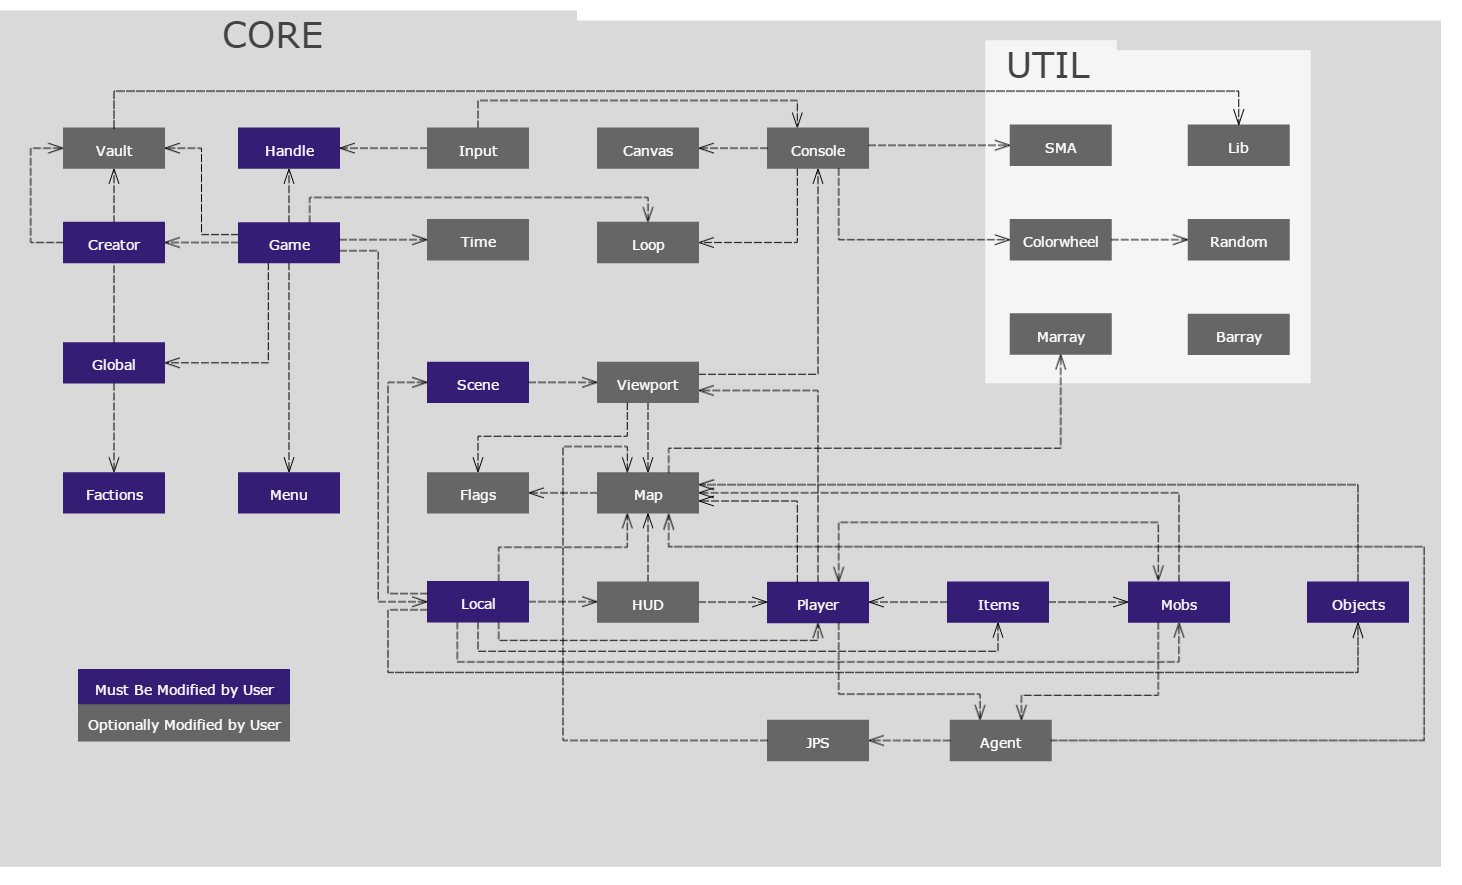 CORE
UTIL
Vault
Handle
Input
Canvas
Console
SMA
Lib
Creator
Game
Time
Loop
Colorwheel
Random
Global
Scene
Viewport
Marray
Barray
Factions
Menu
Flags
Map
Local
HUD
Player
Items
Mobs
Objects
Must Be Modified by User
Optionally Modified by User
JPS
Agent